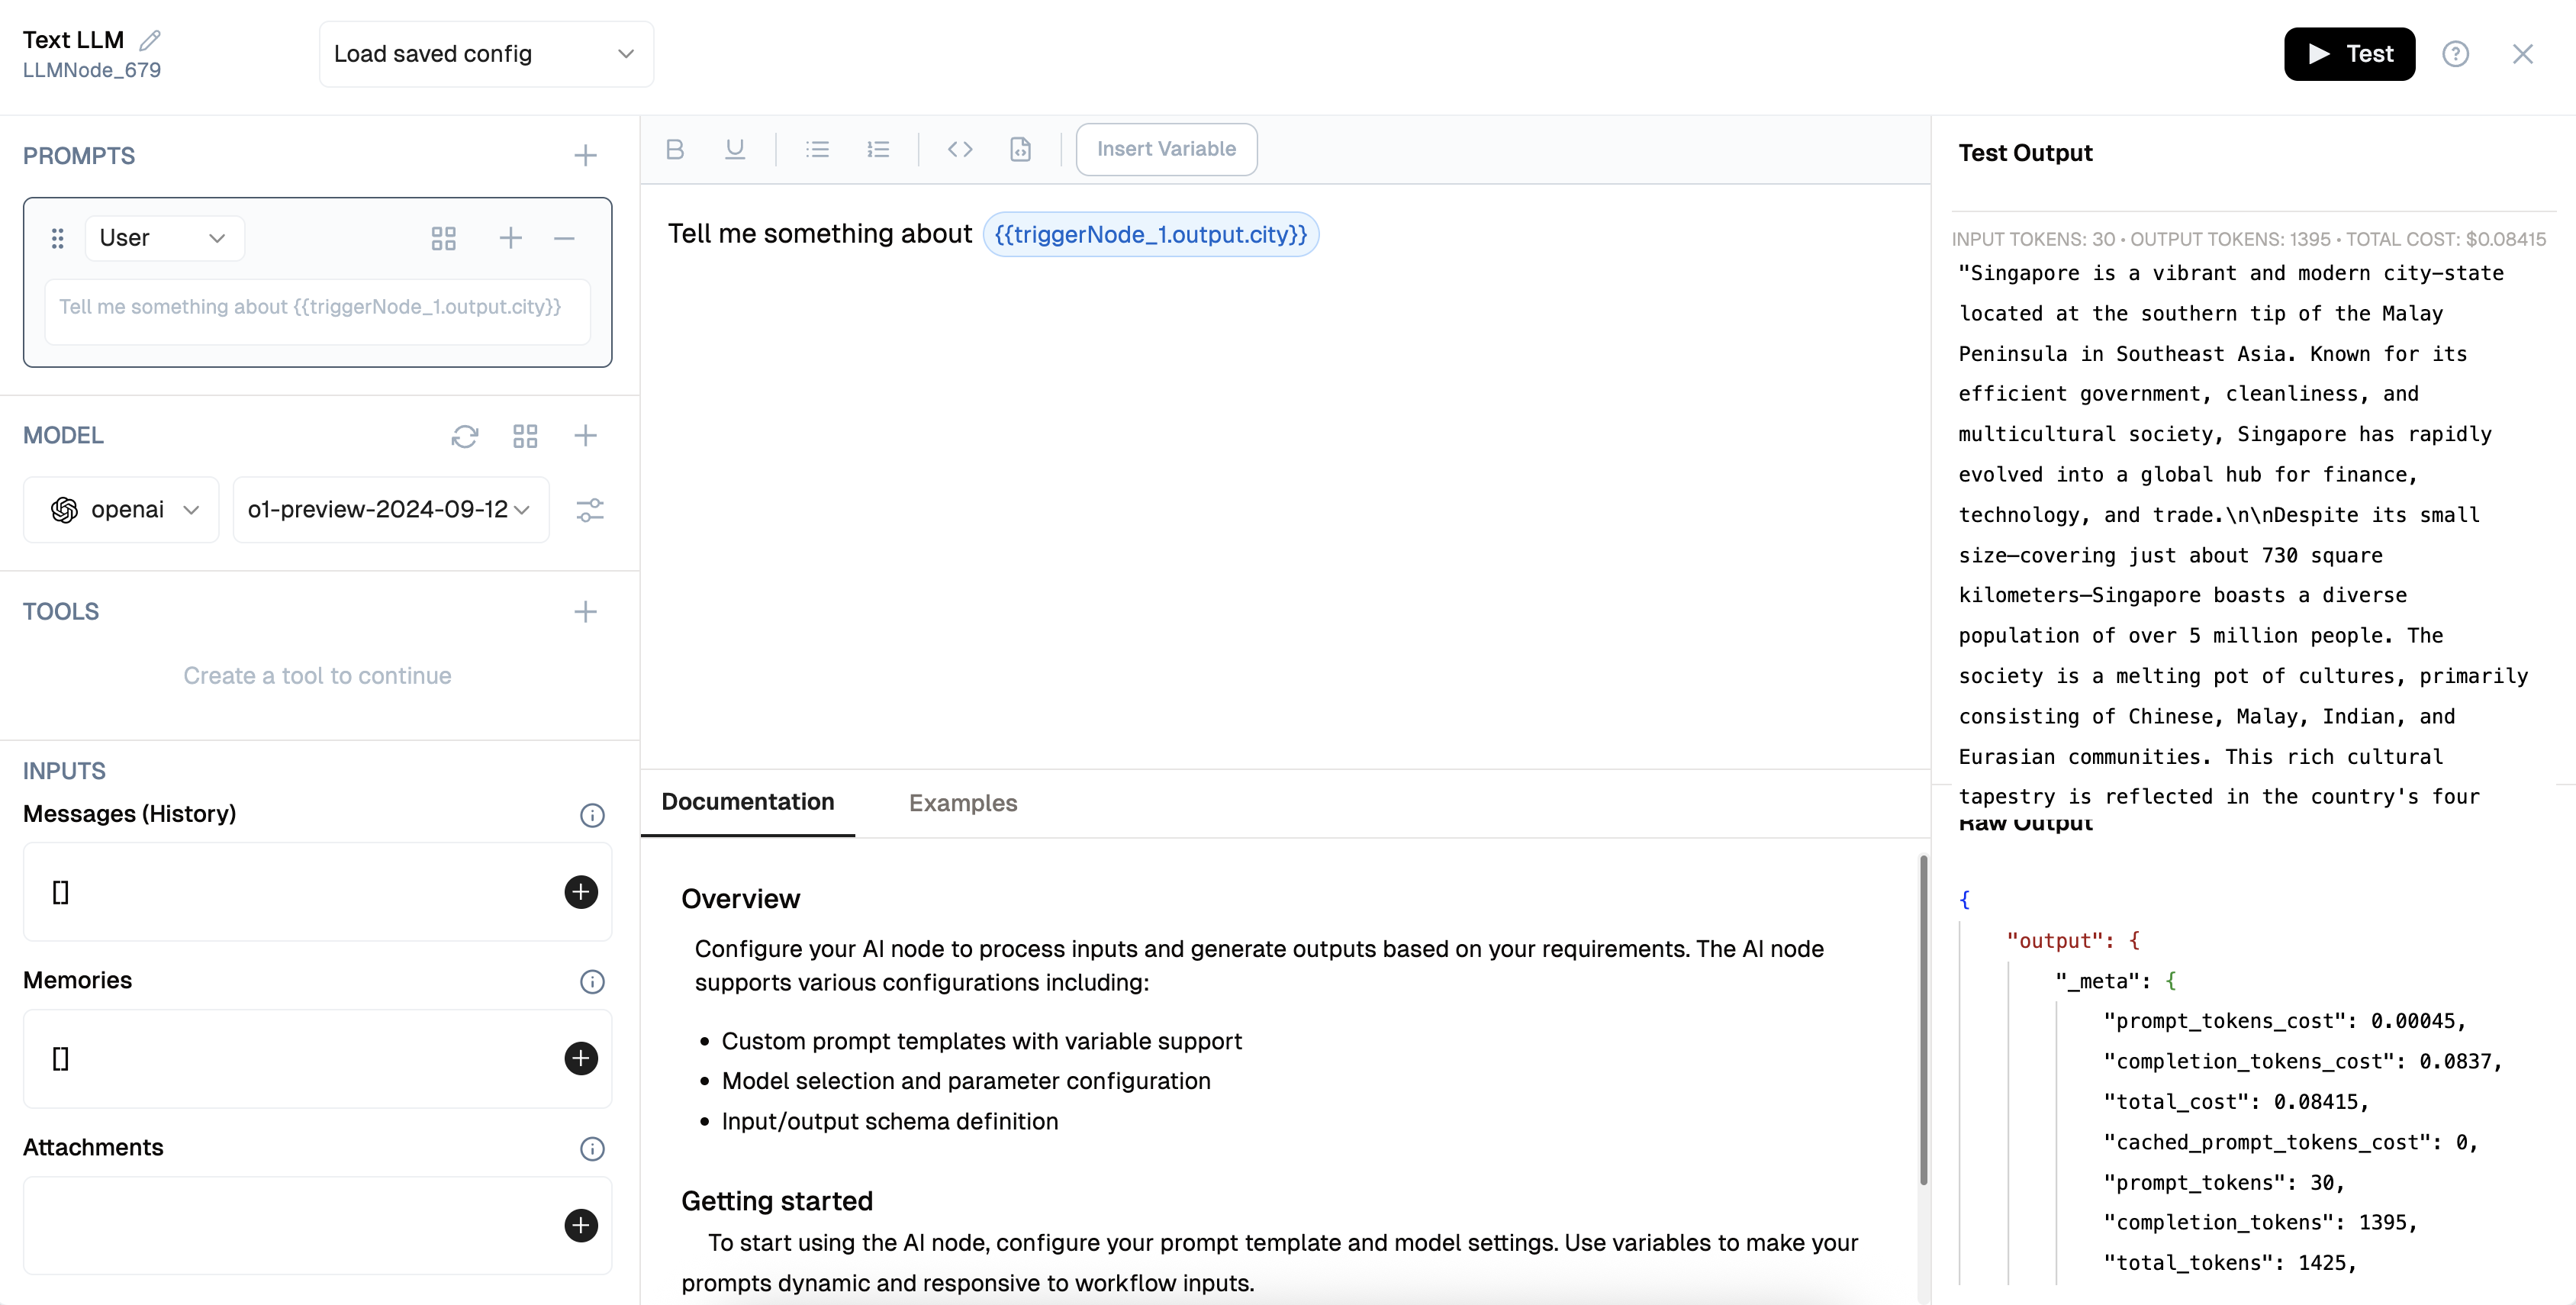 Text LLM
LLMNode_679
Load saved config
Test
PROMPTS
User
Tell me something about {{triggerNode_1.output.city}}
MODEL
openai
o1-preview-2024-09-12
TOOLS
Create a tool to continue
INPUTS
Messages (History)
[]
Memories
[]
Attachments
Insert Variable
Tell me something about {{triggerNode_1.output.city}}
Documentation
Examples
Overview
Configure your AI node to process inputs and generate outputs based on your requirements. The AI node
supports various configurations including:
• Custom prompt templates with variable support
• Model selection and parameter configuration
• Input/output schema definition
Getting started
To start using the AI node, configure your prompt template and model settings. Use variables to make your
prompts dynamic and responsive to workflow inputs.
Test Output
INPUT TOKENS: 30 • OUTPUT TOKENS: 1395 • TOTAL COST: $0.08415
"Singapore is a vibrant and modern city-state
located at the southern tip of the Malay
Peninsula in Southeast Asia. Known for its
efficient government, cleanliness, and
multicultural society, Singapore has rapidly
evolved into a global hub for finance,
technology, and trade.\n\nDespite its small
size—covering just about 730 square
kilometers—Singapore boasts a diverse
population of over 5 million people. The
society is a melting pot of cultures, primarily
consisting of Chinese, Malay, Indian, and
Eurasian communities. This rich cultural
tapestry is reflected in the country's four
Raw Output
{
"output": {
"_meta": {
"prompt_tokens_cost": 0.00045,
"completion_tokens_cost": 0.0837,
"total_cost": 0.08415,
"cached_prompt_tokens_cost": 0,
"prompt_tokens": 30,
"completion_tokens": 1395,
"total_tokens": 1425,